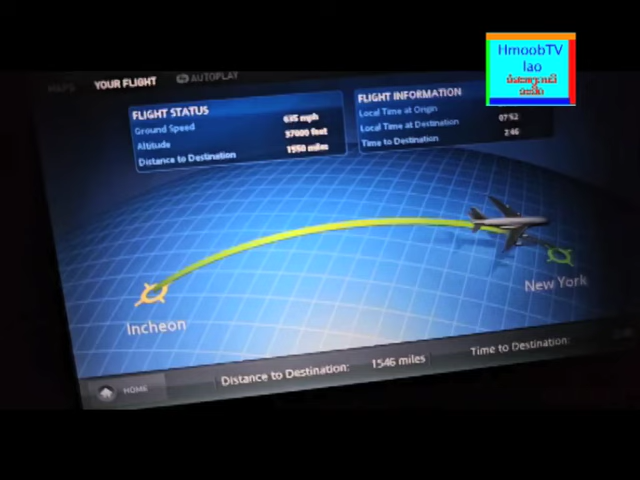 HmoobTV
lao
MAPS YOUR FLIGHT AUTOPLAY
FLIGHT STATUS
Ground Speed 635 mph
Altitude 37000 feet
Distance to Destination 1550 miles
FLIGHT INFORMATION
Local Time at Origin
Local Time at Destination 07:52
Time to Destination 2:46
Incheon
New York
HOME
Distance to Destination: 1546 miles
Time to Destination: